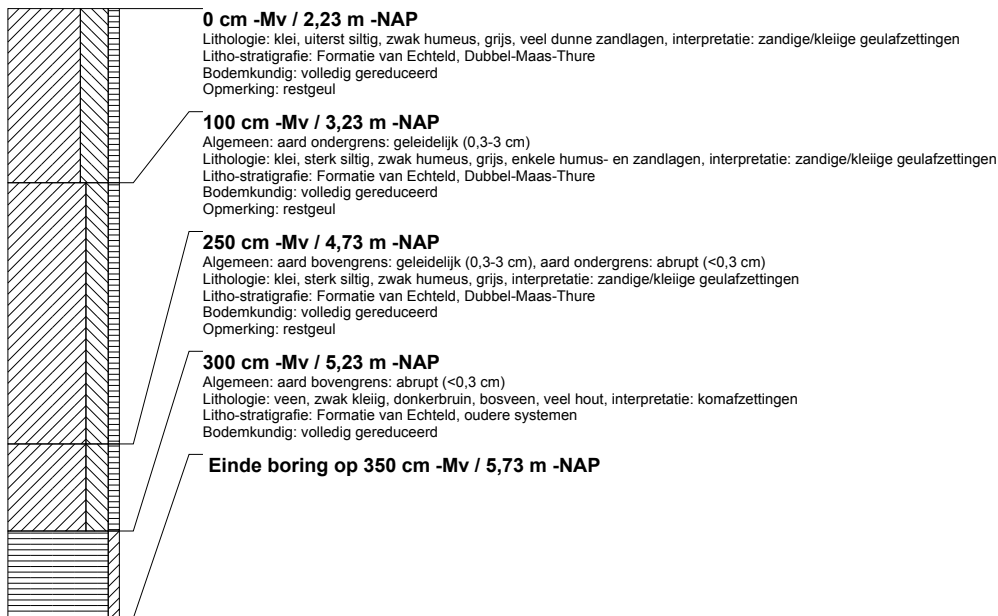 0 cm -Mv / 2,23 m -NAP
Lithologie: klei, uiterst siltig, zwak humeus, grijs, veel dunne zandlagen, interpretatie: zandige/kleiige geulafzettingen
Litho-stratigrafie: Formatie van Echteld, Dubbel-Maas-Thure
Bodemkundig: volledig gereduceerd
Opmerking: restgeul
100 cm -Mv / 3,23 m -NAP
Algemeen: aard ondergrens: geleidelijk (0,3-3 cm)
Lithologie: klei, sterk siltig, zwak humeus, grijs, enkele humus- en zandlagen, interpretatie: zandige/kleiige geulafzettingen
Litho-stratigrafie: Formatie van Echteld, Dubbel-Maas-Thure
Bodemkundig: volledig gereduceerd
Opmerking: restgeul
250 cm -Mv / 4,73 m -NAP
Algemeen: aard bovengrens: geleidelijk (0,3-3 cm), aard ondergrens: abrupt (<0,3 cm)
Lithologie: klei, sterk siltig, zwak humeus, grijs, interpretatie: zandige/kleiige geulafzettingen
Litho-stratigrafie: Formatie van Echteld, Dubbel-Maas-Thure
Bodemkundig: volledig gereduceerd
Opmerking: restgeul
300 cm -Mv / 5,23 m -NAP
Algemeen: aard bovengrens: abrupt (<0,3 cm)
Lithologie: veen, zwak kleiig, donkerbruin, bosveen, veel hout, interpretatie: komafzettingen
Litho-stratigrafie: Formatie van Echteld, oudere systemen
Bodemkundig: volledig gereduceerd
Einde boring op 350 cm -Mv / 5,73 m -NAP